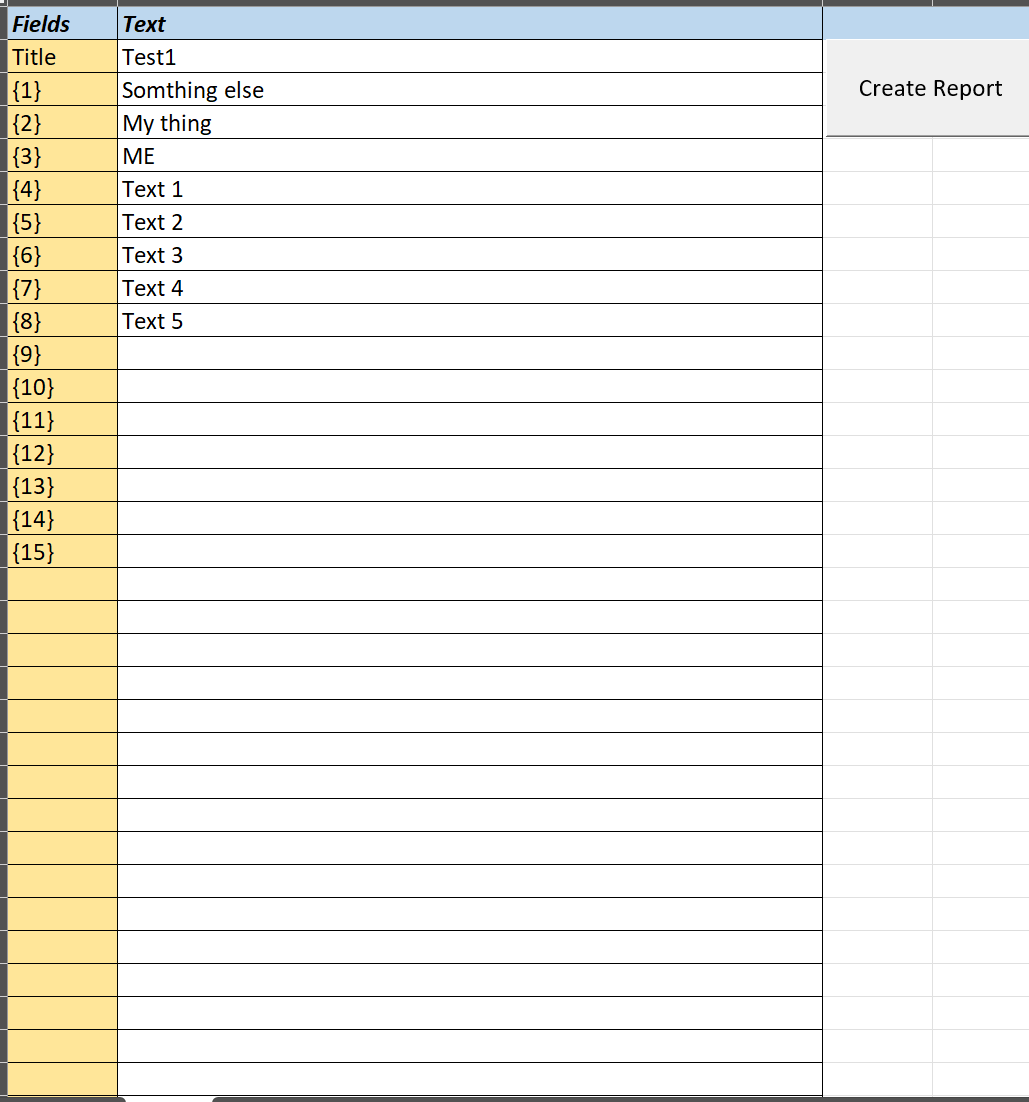 Fields Text
Title Test1
Create Report
{1} Somthing else
{2} My thing
{3} ME
{4} Text 1
{5} Text 2
{6} Text 3
{7} Text 4
{8} Text 5
{9}
{10}
{11}
{12}
{13}
{14}
{15}